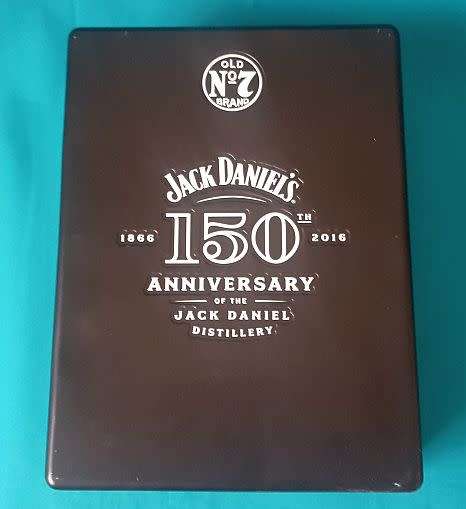 OLD
Nº7
BRAND
JACK DANIEL'S
1866 150TH 2016
ANNIVERSARY
OF THE
JACK DANIEL
DISTILLERY